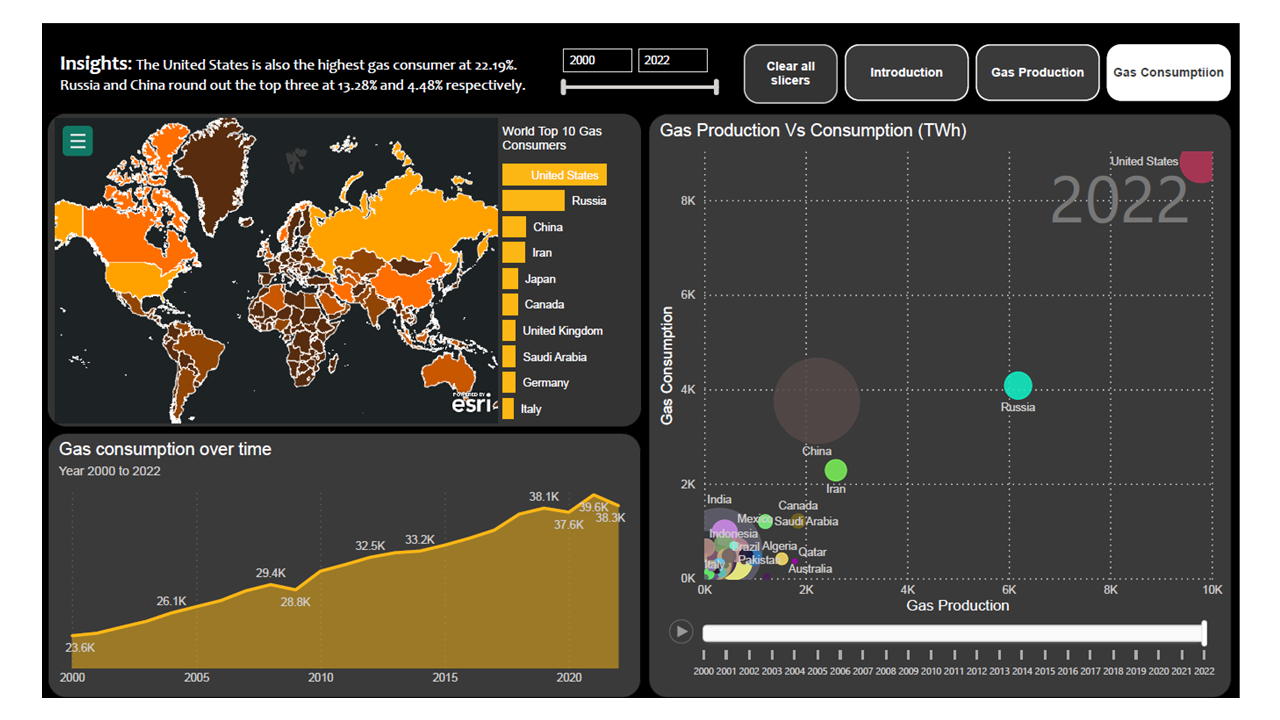 Insights: The United States is also the highest gas consumer at 22.19%.
Russia and China round out the top three at 13.28% and 4.48% respectively.
2000
2022
Clear all
slicers
Introduction
Gas Production
Gas Consumptiion
World Top 10 Gas
Consumers
United States
Russia
China
Iran
Japan
Canada
United Kingdom
Saudi Arabia
Germany
Italy
POWERED BY
esri
Gas consumption over time
Year 2000 to 2022
23.6K
26.1K
29.4K
28.8K
32.5K
33.2K
38.1K
37.6K
39.6K
38.3K
2000 2005 2010 2015 2020
Gas Production Vs Consumption (TWh)
2022
Gas Consumption
8K
6K
4K
2K
0K
United States
Russia
China
Iran
India
Canada
Mexico
Saudi Arabia
Indonesia
Brazil
Algeria
Qatar
Italy
Pakistan
Australia
0K 2K 4K 6K 8K 10K
Gas Production
2000 2001 2002 2003 2004 2005 2006 2007 2008 2009 2010 2011 2012 2013 2014 2015 2016 2017 2018 2019 2020 2021 2022